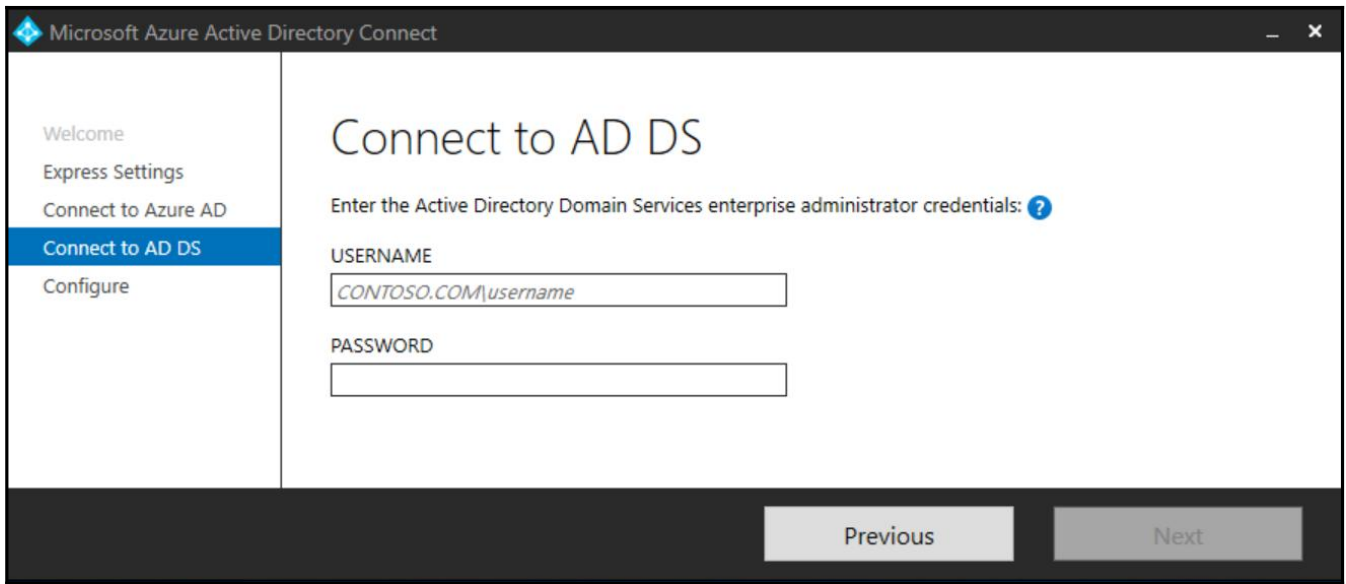 Microsoft Azure Active Directory Connect
Welcome
Express Settings
Connect to Azure AD
Connect to AD DS
Configure
Connect to AD DS
Enter the Active Directory Domain Services enterprise administrator credentials: ?
USERNAME
CONTOSO.COM\username
PASSWORD
Previous
Next